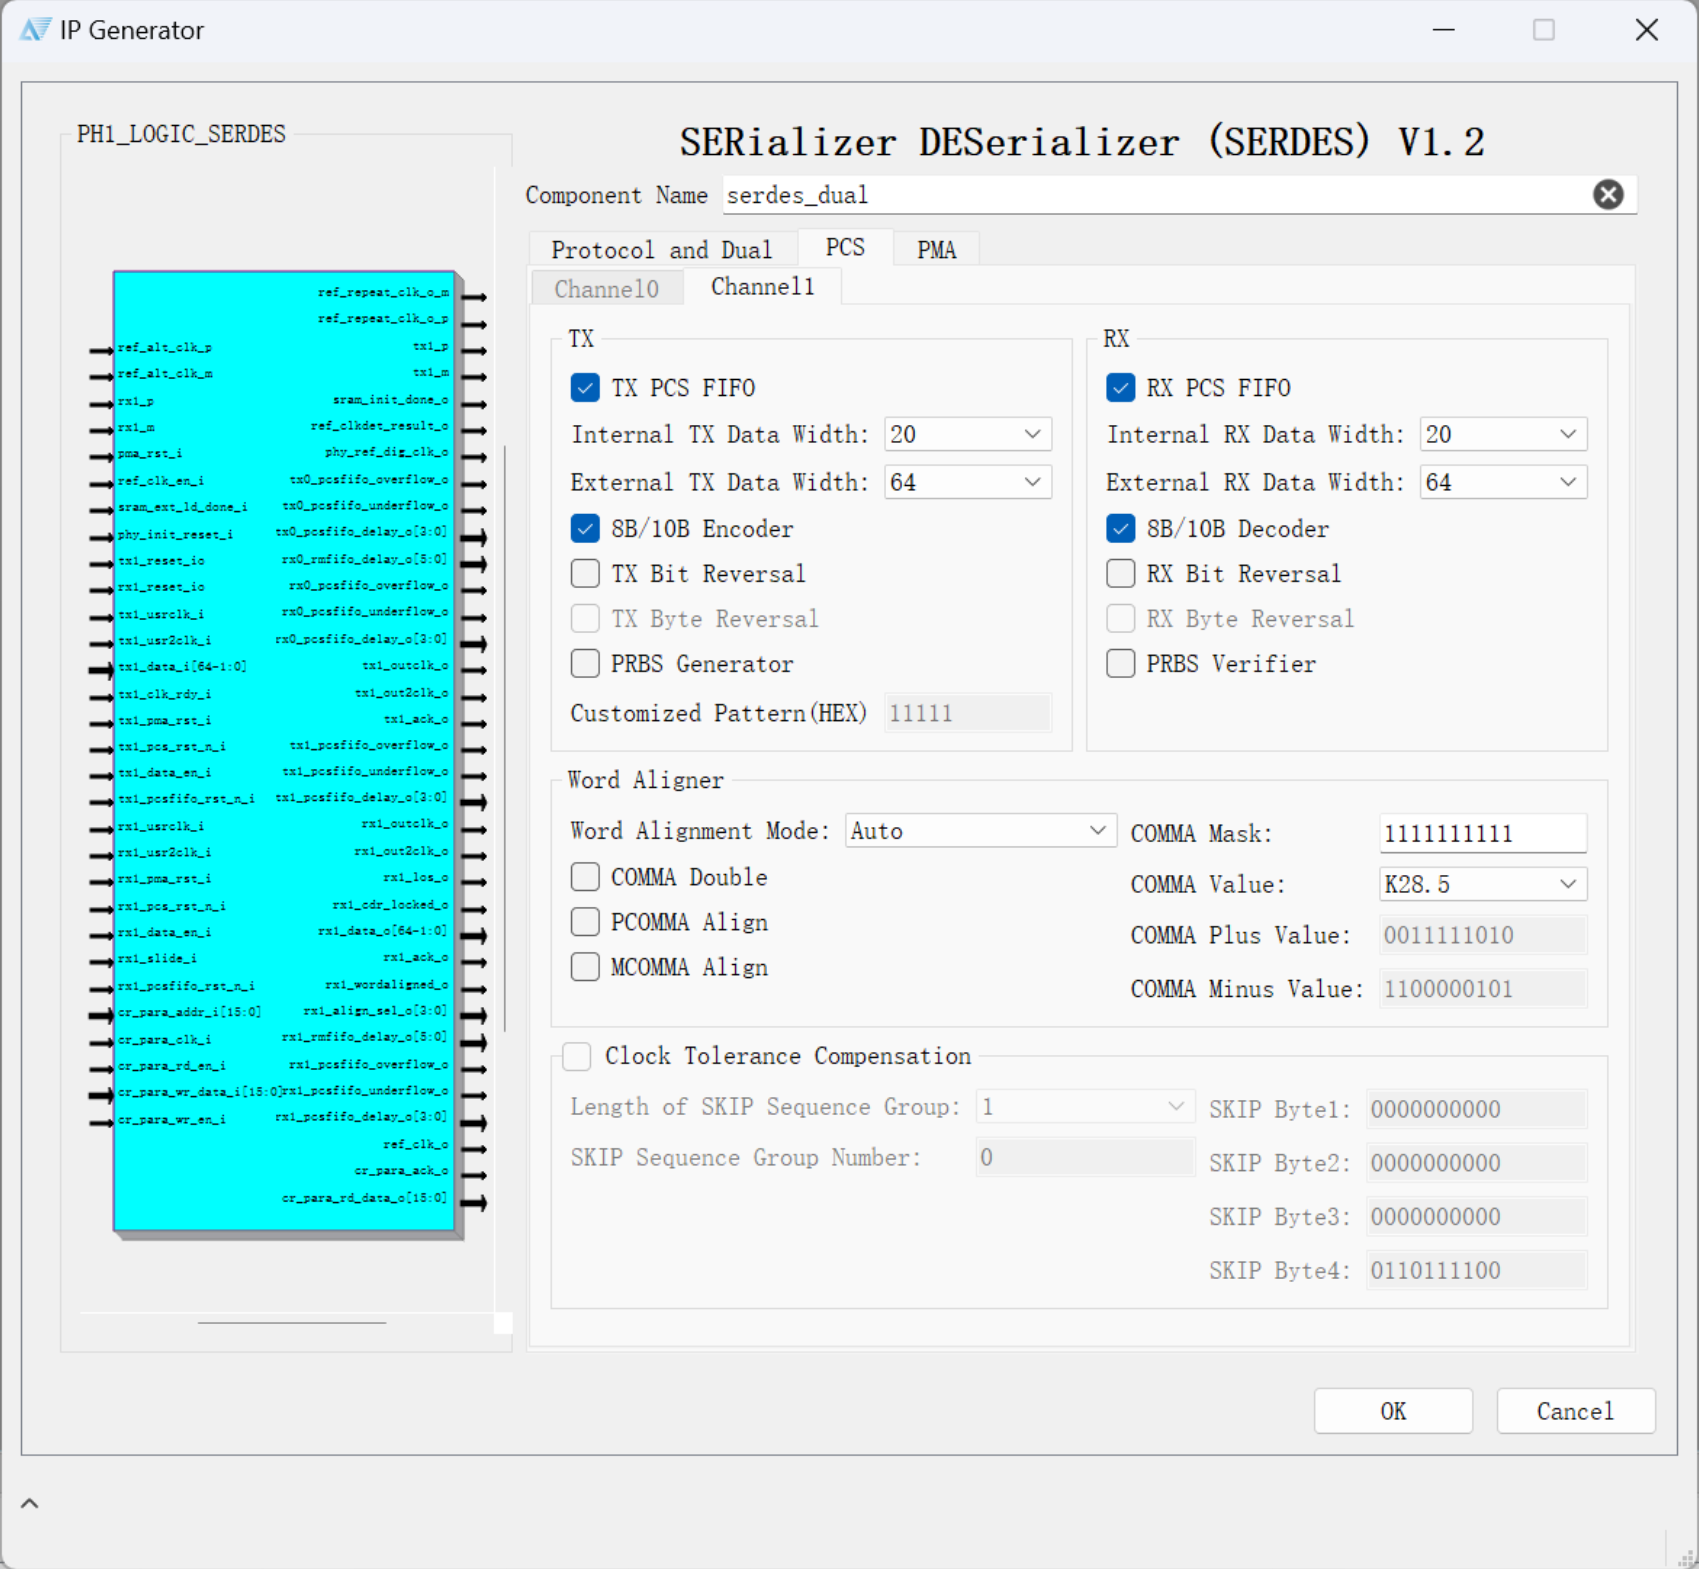 IP Generator
PH1_LOGIC_SERDES
SERializer DESerializer (SERDES) V1.2
Component Name serdes_dual
Protocol and Dual PCS PMA
Channel0 Channel1
ref_repeat_clk_o_m
ref_repeat_clk_o_p
ref_alt_clk_p tx1_p
ref_alt_clk_m tx1_m
rx1_p sram_init_done_o
rx1_m ref_clkdet_result_o
pma_rst_i phy_ref_dig_clk_o
ref_clk_en_i tx0_pcsfifo_overflow_o
sram_ext_ld_done_i tx0_pcsfifo_underflow_o
phy_init_reset_i tx0_pcsfifo_delay_o[3:0]
tx1_reset_io rx0_rmfifo_delay_o[5:0]
rx1_reset_io rx0_pcsfifo_overflow_o
tx1_usrclk_i rx0_pcsfifo_underflow_o
tx1_usr2clk_i rx0_pcsfifo_delay_o[3:0]
tx1_data_i[64-1:0] tx1_outclk_o
tx1_clk_rdy_i tx1_out2clk_o
tx1_pma_rst_i tx1_ack_o
tx1_pcs_rst_n_i tx1_pcsfifo_overflow_o
tx1_data_en_i tx1_pcsfifo_underflow_o
tx1_pcsfifo_rst_n_i tx1_pcsfifo_delay_o[3:0]
rx1_usrclk_i rx1_outclk_o
rx1_usr2clk_i rx1_out2clk_o
rx1_pma_rst_i rx1_los_o
rx1_pcs_rst_n_i rx1_cdr_locked_o
rx1_data_en_i rx1_data_o[64-1:0]
rx1_slide_i rx1_ack_o
rx1_pcsfifo_rst_n_i rx1_wordaligned_o
cr_para_addr_i[15:0] rx1_align_sel_o[3:0]
cr_para_clk_i rx1_rmfifo_delay_o[5:0]
cr_para_rd_en_i rx1_pcsfifo_overflow_o
cr_para_wr_data_i[15:0] rx1_pcsfifo_underflow_o
cr_para_wr_en_i rx1_pcsfifo_delay_o[3:0]
ref_clk_o
cr_para_ack_o
cr_para_rd_data_o[15:0]
TX
TX PCS FIFO
Internal TX Data Width: 20
External TX Data Width: 64
8B/10B Encoder
TX Bit Reversal
TX Byte Reversal
PRBS Generator
Customized Pattern(HEX) 11111
RX
RX PCS FIFO
Internal RX Data Width: 20
External RX Data Width: 64
8B/10B Decoder
RX Bit Reversal
RX Byte Reversal
PRBS Verifier
Word Aligner
Word Alignment Mode: Auto
COMMA Double
PCOMMA Align
MCOMMA Align
COMMA Mask: 1111111111
COMMA Value: K28.5
COMMA Plus Value: 0011111010
COMMA Minus Value: 1100000101
Clock Tolerance Compensation
Length of SKIP Sequence Group: 1
SKIP Sequence Group Number: 0
SKIP Byte1: 0000000000
SKIP Byte2: 0000000000
SKIP Byte3: 0000000000
SKIP Byte4: 0110111100
OK Cancel